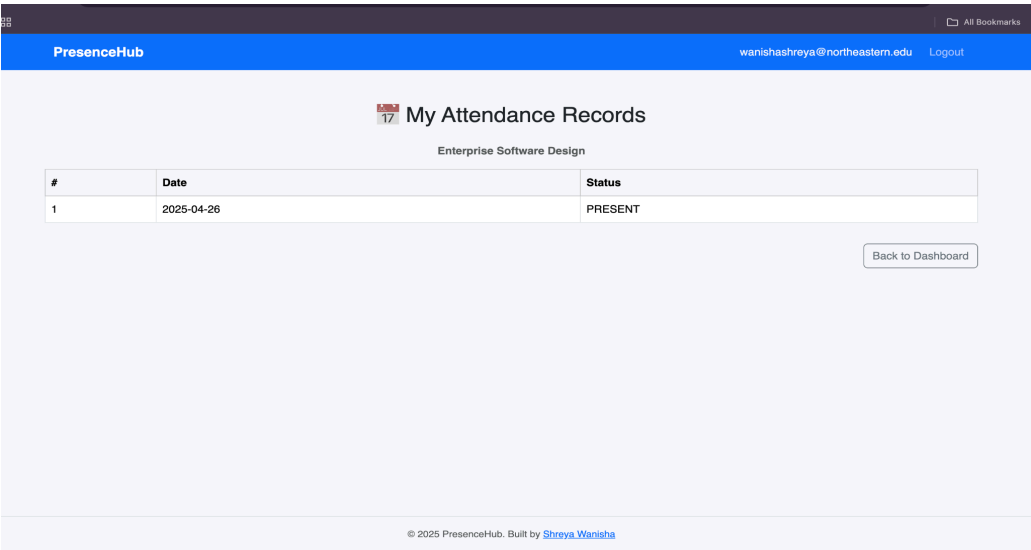 All Bookmarks
PresenceHub wanishashreya@northeastern.edu Logout
17 My Attendance Records
Enterprise Software Design
# Date Status
1 2025-04-26 PRESENT
Back to Dashboard
© 2025 PresenceHub. Built by Shreya Wanisha